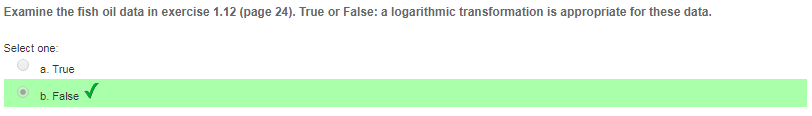 Examine the fish oil data in exercise 1.12 (page 24). True or False: a logarithmic transformation is appropriate for these data.
Select one:
a. True
b. False